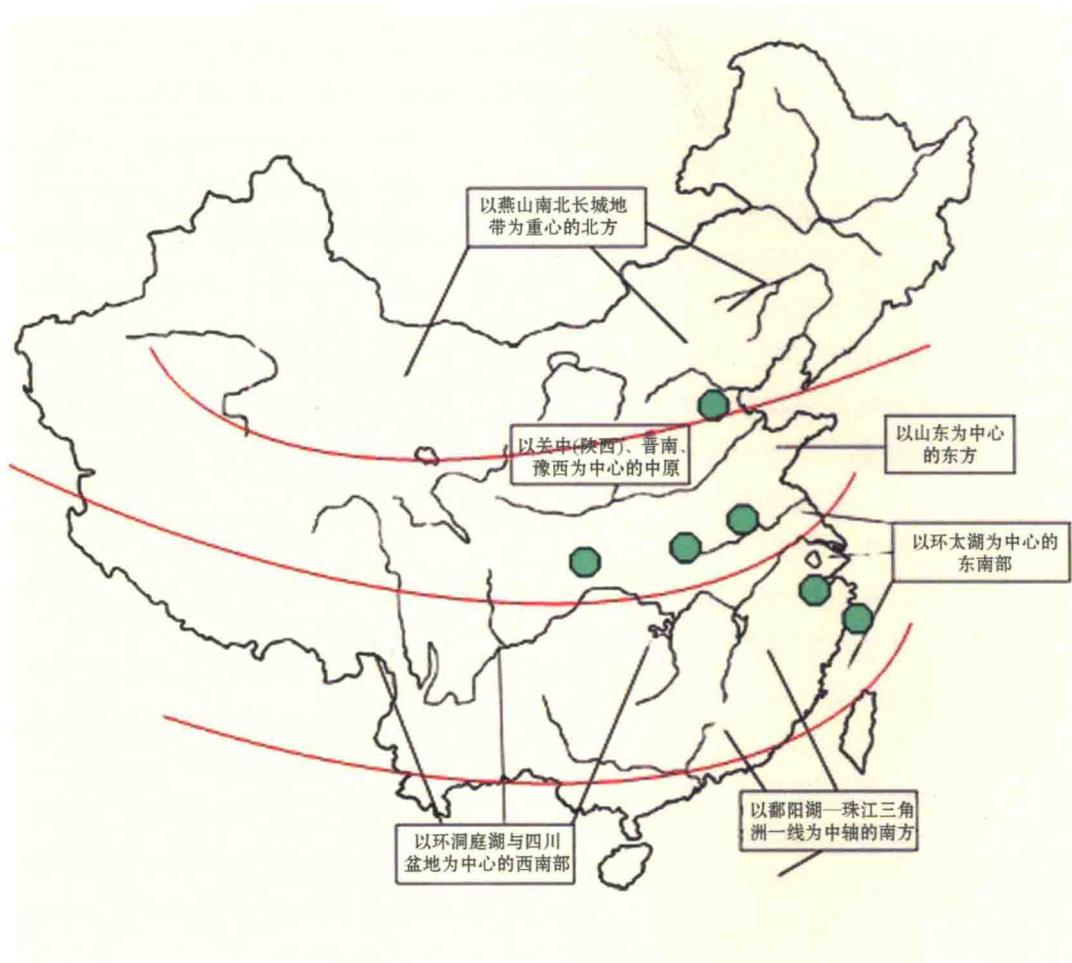 以燕山南北长城地
带为重心的北方
以关中(陕西)、晋南、
豫西为中心的中原
以山东为中心
的东方
以环太湖为中心的
东南部
以鄱阳湖—珠江三角
洲一线为中轴的南方
以环洞庭湖与四川
盆地为中心的西南部